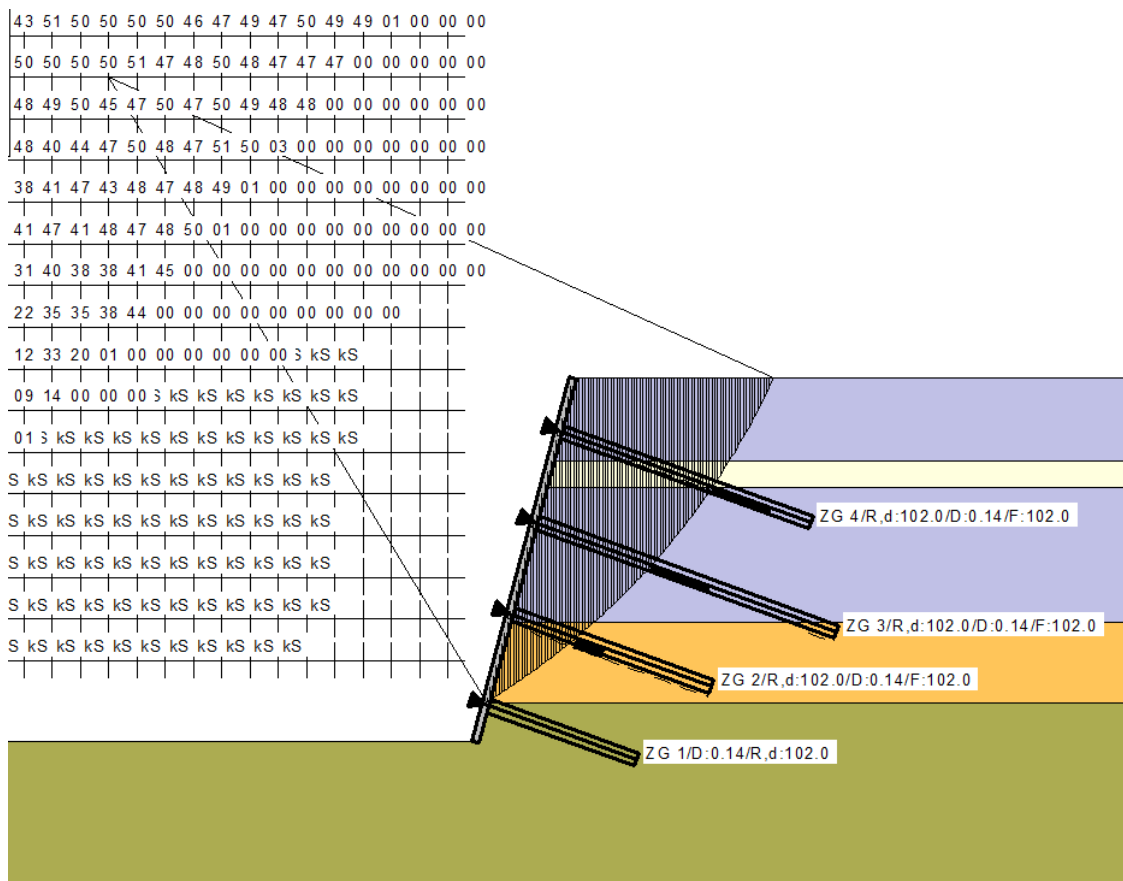 43 51 50 50 50 50 46 47 49 47 50 49 49 01 00 00 00
50 50 50 50 51 47 48 50 48 47 47 47 00 00 00 00 00
48 49 50 45 47 50 47 50 49 48 48 00 00 00 00 00 00
48 40 44 47 50 48 47 51 50 03 00 00 00 00 00 00 00
38 41 47 43 48 47 48 49 01 00 00 00 00 00 00 00 00
41 47 41 48 47 48 50 01 00 00 00 00 00 00 00 00 00
31 40 38 38 41 45 00 00 00 00 00 00 00 00 00 00 00
22 35 35 38 44 00 00 00 00 00 00 00 00 00
12 33 20 01 00 00 00 00 00 00 S kS kS
09 14 00 00 00 S kS kS kS kS kS kS kS
01 S kS kS kS kS kS kS kS kS kS kS kS
S kS kS kS kS kS kS kS kS kS kS kS
ZG 4/R,d:102.0/D:0.14/F:102.0
S kS kS kS kS kS kS kS kS kS kS kS
S kS kS kS kS kS kS kS kS kS kS kS
S kS kS kS kS kS kS kS kS kS kS kS
ZG 3/R,d:102.0/D:0.14/F:102.0
S kS kS kS kS kS kS kS kS kS kS
ZG 2/R,d:102.0/D:0.14/F:102.0
ZG 1/D:0.14/R,d:102.0